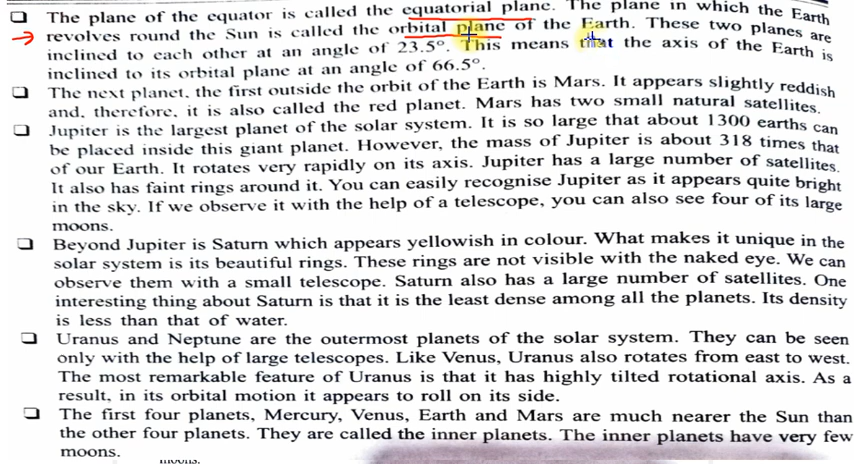 ❑ The plane of the equator is called the equatorial plane. The plane in which the Earth
revolves round the Sun is called the orbital plane of the Earth. These two planes are
inclined to each other at an angle of 23.5°. This means that the axis of the Earth is
inclined to its orbital plane at an angle of 66.5°.
❑ The next planet, the first outside the orbit of the Earth is Mars. It appears slightly reddish
and, therefore, it is also called the red planet. Mars has two small natural satellites.
❑ Jupiter is the largest planet of the solar system. It is so large that about 1300 earths can
be placed inside this giant planet. However, the mass of Jupiter is about 318 times that
of our Earth. It rotates very rapidly on its axis. Jupiter has a large number of satellites.
It also has faint rings around it. You can easily recognise Jupiter as it appears quite bright
in the sky. If we observe it with the help of a telescope, you can also see four of its large
moons.
❑ Beyond Jupiter is Saturn which appears yellowish in colour. What makes it unique in the
solar system is its beautiful rings. These rings are not visible with the naked eye. We can
observe them with a small telescope. Saturn also has a large number of satellites. One
interesting thing about Saturn is that it is the least dense among all the planets. Its density
is less than that of water.
❑ Uranus and Neptune are the outermost planets of the solar system. They can be seen
only with the help of large telescopes. Like Venus, Uranus also rotates from east to west.
The most remarkable feature of Uranus is that it has highly tilted rotational axis. As a
result, in its orbital motion it appears to roll on its side.
❑ The first four planets, Mercury, Venus, Earth and Mars are much nearer the Sun than
the other four planets. They are called the inner planets. The inner planets have very few
moons.
moons.